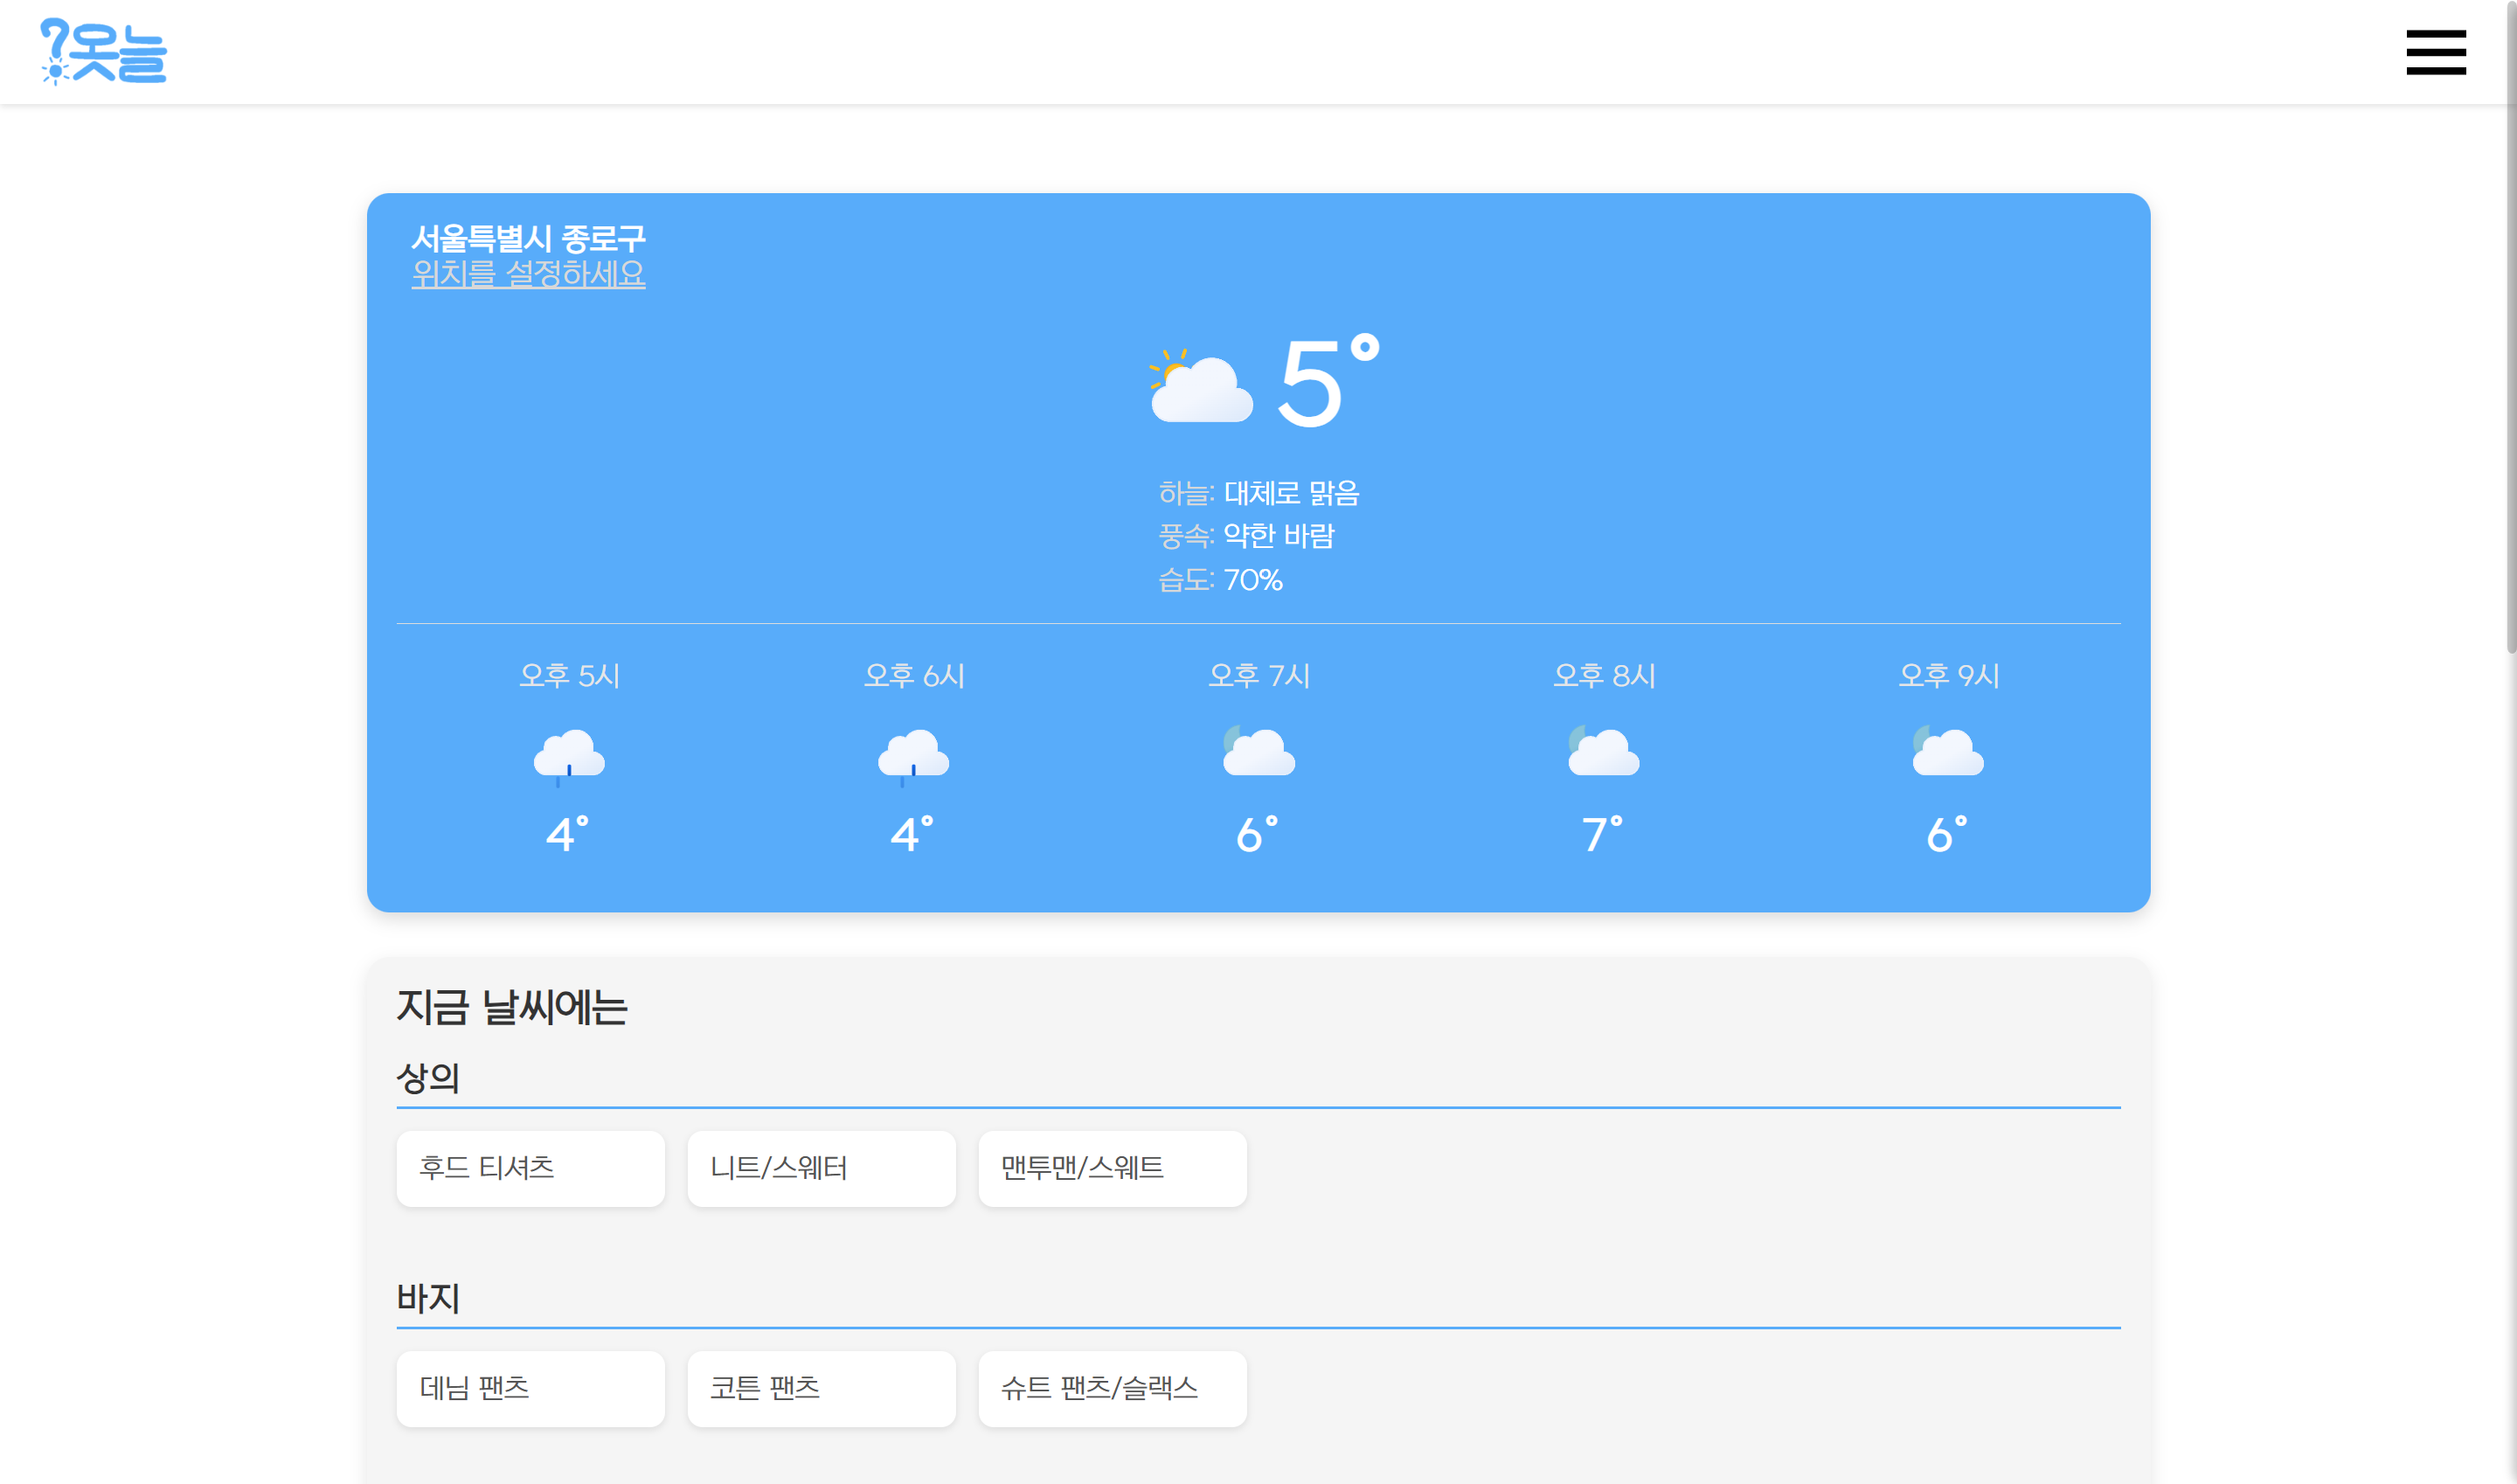 ?옷늘
서울특별시 종로구
위치를 설정하세요
5°
하늘: 대체로 맑음
풍속: 약한 바람
습도: 70%
오후 5시 오후 6시 오후 7시 오후 8시 오후 9시
4° 4° 6° 7° 6°
지금 날씨에는
상의
후드 티셔츠 니트/스웨터 맨투맨/스웨트
바지
데님 팬츠 코튼 팬츠 슈트 팬츠/슬랙스